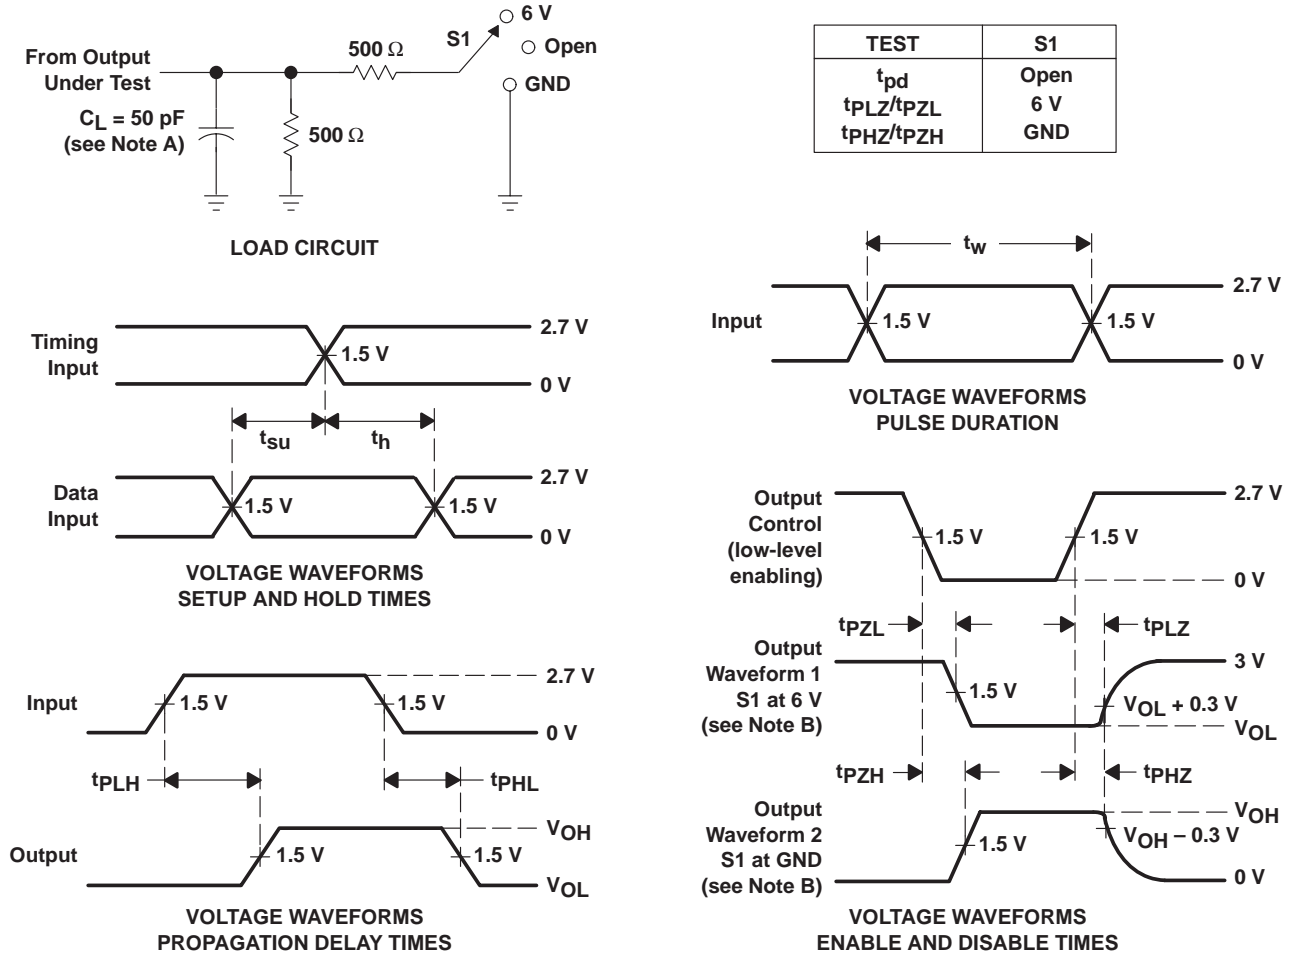 From Output
Under Test
CL = 50 pF
(see Note A)
500 Ω
500 Ω
S1
6 V
Open
GND
LOAD CIRCUIT
TEST S1
tpd Open
tPLZ/tPZL 6 V
tPHZ/tPZH GND
Timing
Input
1.5 V
2.7 V
0 V
tsu
th
Data
Input
1.5 V
1.5 V
2.7 V
0 V
VOLTAGE WAVEFORMS
SETUP AND HOLD TIMES
tw
Input
1.5 V
1.5 V
2.7 V
0 V
VOLTAGE WAVEFORMS
PULSE DURATION
Input
1.5 V
1.5 V
2.7 V
0 V
tPLH
tPHL
Output
1.5 V
1.5 V
VOH
VOL
VOLTAGE WAVEFORMS
PROPAGATION DELAY TIMES
Output
Control
(low-level
enabling)
1.5 V
1.5 V
2.7 V
0 V
tPZL
tPLZ
Output
Waveform 1
S1 at 6 V
(see Note B)
1.5 V
3 V
VOL + 0.3 V
VOL
tPZH
tPHZ
Output
Waveform 2
S1 at GND
(see Note B)
1.5 V
VOH
VOH – 0.3 V
0 V
VOLTAGE WAVEFORMS
ENABLE AND DISABLE TIMES